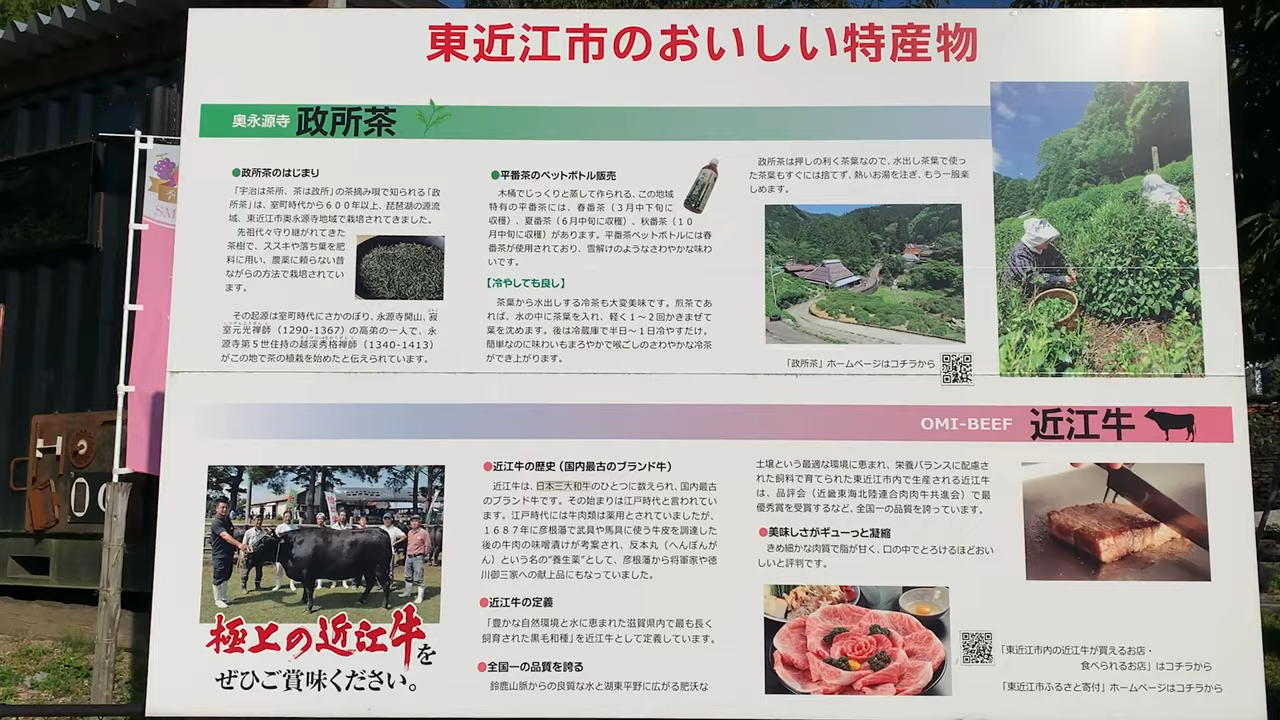 東近江市のおいしい特産物
奥永源寺 政所茶
●政所茶のはじまり
「宇治は茶所、茶は政所」の茶摘み唄で知られる「政
所茶」は、室町時代から６００年以上、琵琶湖の源流
域、東近江市奥永源寺地域で栽培されてきました。
先祖代々守り継がれてきた
茶樹で、ススキや落ち葉を肥
料に用い、農薬に頼らない昔
ながらの方法で栽培されてい
ます。
その起源は室町時代にさかのぼり、永源寺開山、寂
室元光禅師（1290-1367）の高弟の一人で、永
源寺第５世住持の越渓秀格禅師（1340-1413）
がこの地で茶の植栽を始めたと伝えられています。
●平番茶のペットボトル販売
木桶でじっくりと蒸して作られる、この地域
特有の平番茶には、春番茶（３月中下旬に
収穫）、夏番茶（６月中旬に収穫）、秋番茶（１０
月中旬に収穫）があります。平番茶ペットボトルには春
番茶が使用されており、雪解けのようなさわやかな味わ
いです。
【冷やしても良し】
茶葉から水出しする冷茶も大変美味です。煎茶であ
れば、水の中に茶葉を入れ、軽く１～２回かきまぜて
葉を沈めます。後は冷蔵庫で半日～１日冷やすだけ。
簡単なのに味わいもまろやかで喉ごしのさわやかな冷茶
ができ上がります。
政所茶は押しの利く茶葉なので、水出し茶葉で使っ
た茶葉もすぐには捨てず、熱いお湯を注ぎ、もう一服楽
しめます。
「政所茶」ホームページはコチラから
OMI-BEEF 近江牛
極上の近江牛を
ぜひご賞味ください。
●近江牛の歴史（国内最古のブランド牛）
近江牛は、日本三大和牛のひとつに数えられ、国内最古
のブランド牛です。その始まりは江戸時代と言われてい
ます。江戸時代には牛肉類は薬用とされていましたが、
１６８７年に彦根藩で武具や馬具に使う牛皮を調達した
後の牛肉の味噌漬けが考案され、反本丸（へんぽんが
ん）という名の“養生薬”として、彦根藩から将軍家や徳
川御三家への献上品にもなっていました。
●近江牛の定義
「豊かな自然環境と水に恵まれた滋賀県内で最も長く
飼育された黒毛和種」を近江牛として定義しています。
●全国一の品質を誇る
鈴鹿山脈からの良質な水と湖東平野に広がる肥沃な
土壌という最適な環境に恵まれ、栄養バランスに配慮さ
れた飼料で育てられた東近江市内で生産される近江牛
は、品評会（近畿東海北陸連合肉牛共進会）で最
優秀賞を受賞するなど、全国一の品質を誇っています。
●美味しさがギューっと凝縮
きめ細かな肉質で脂が甘く、口の中でとろけるほどおい
しいと評判です。
「東近江市内の近江牛が買えるお店・
食べられるお店」はコチラから
「東近江市ふるさと寄付」ホームページはコチラから